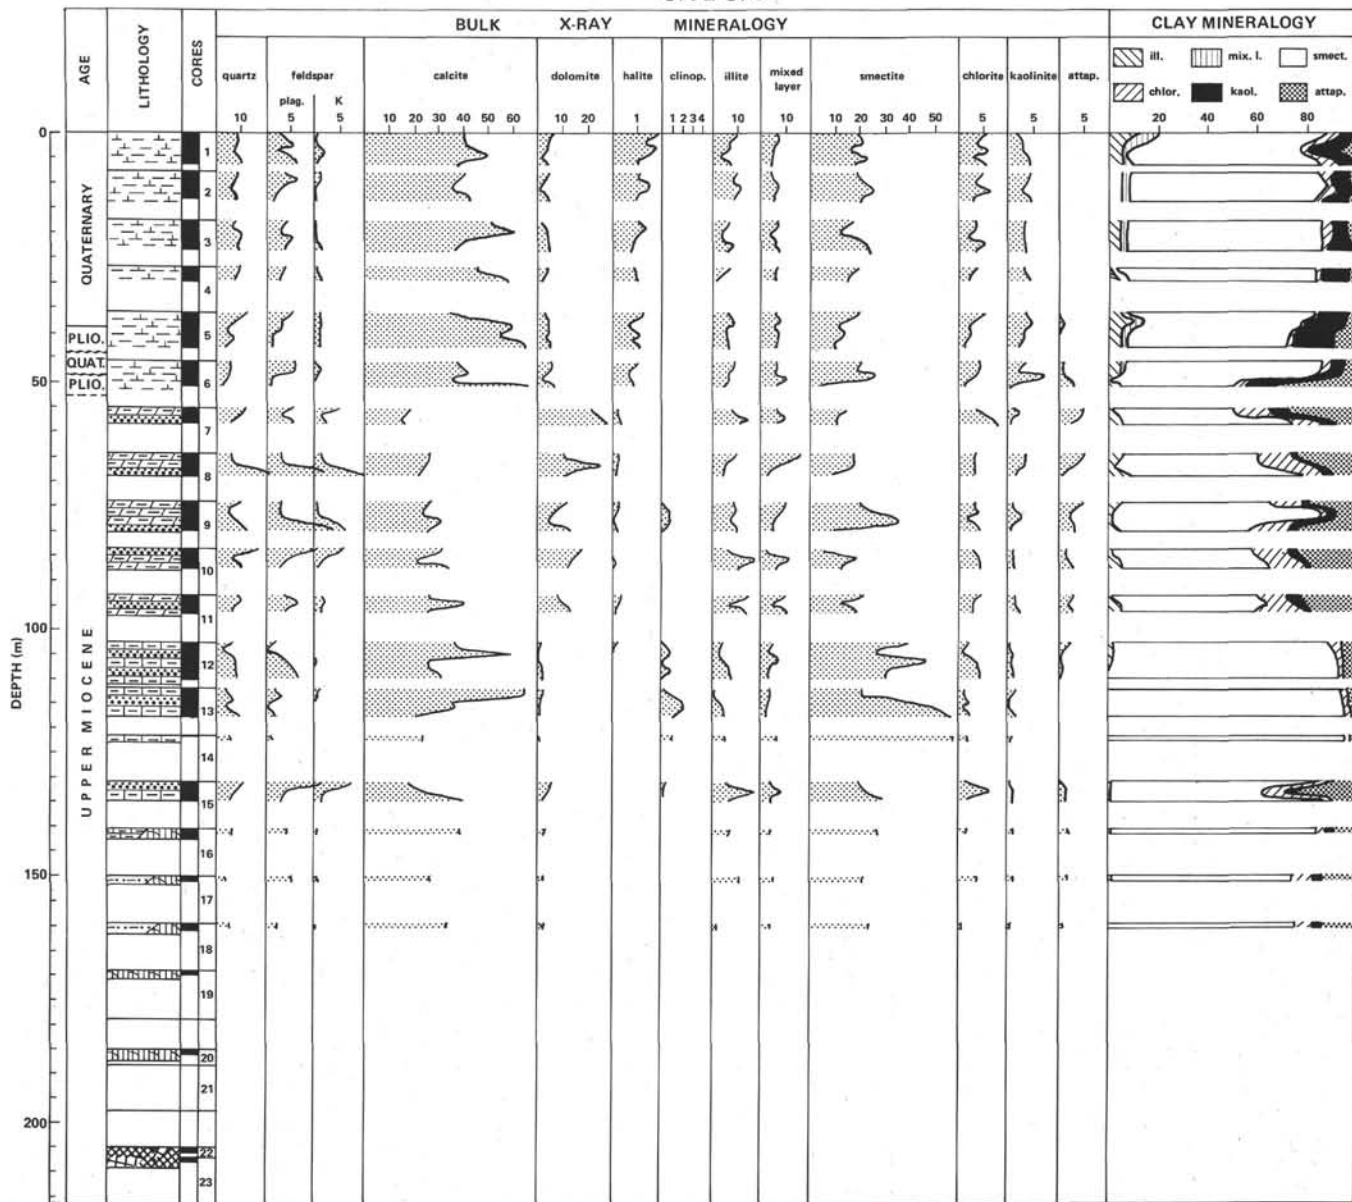 BULK X-RAY MINERALOGY CLAY MINERALOGY
AGE
LITHOLOGY
CORES
quartz feldspar calcite dolomite halite clinop. illite mixed layer smectite chlorite kaolinite attap.
plag. K
ill. mix. l. smect.
chlor. kaol. attap.
10 5 5 10 20 30 40 50 60 10 20 1 1 2 3 4 10 10 10 20 30 40 50 5 5 5 20 40 60 80
DEPTH (m)
0
50
100
150
200
QUATERNARY
PLIO.
QUAT.
PLIO.
UPPER MIOCENE
1
2
3
4
5
6
7
8
9
10
11
12
13
14
15
16
17
18
19
20
21
22
23